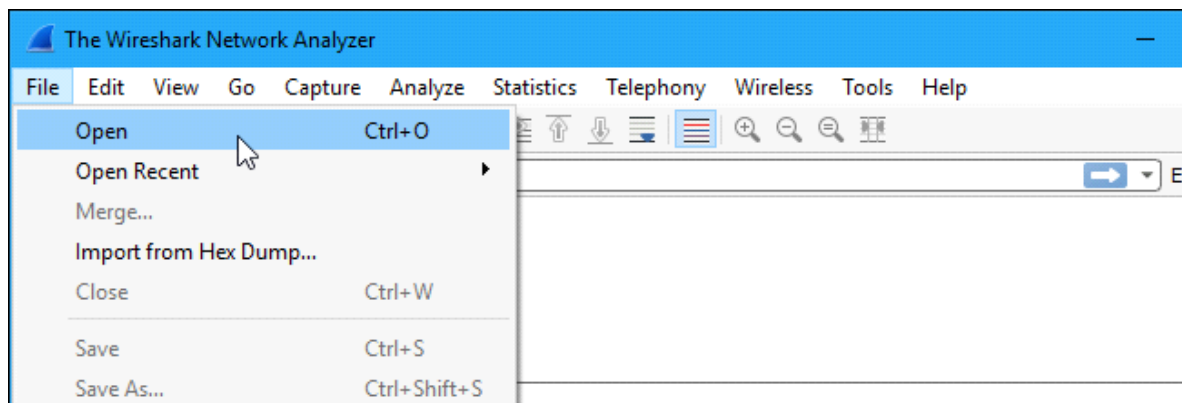 The Wireshark Network Analyzer
File Edit View Go Capture Analyze Statistics Telephony Wireless Tools Help
Open Ctrl+O
Open Recent
E
Merge...
Import from Hex Dump...
Close Ctrl+W
Save Ctrl+S
Save As... Ctrl+Shift+S